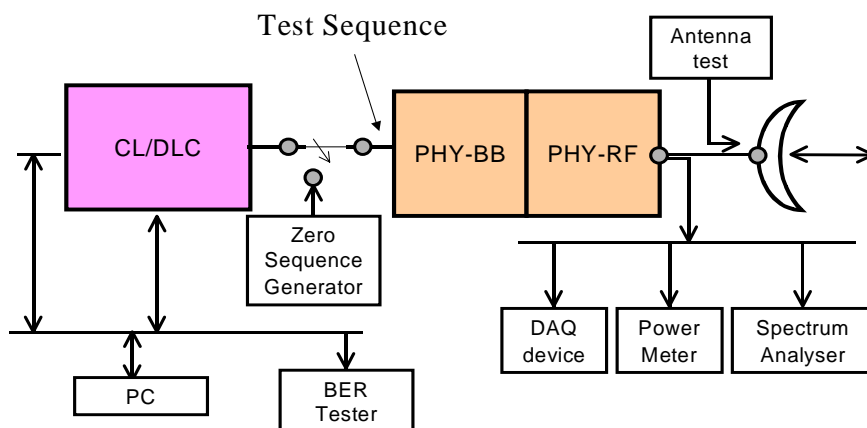 Test Sequence
Antenna
test
CL/DLC
PHY-BB
PHY-RF
Zero
Sequence
Generator
DAQ
device
Power
Meter
Spectrum
Analyser
PC
BER
Tester